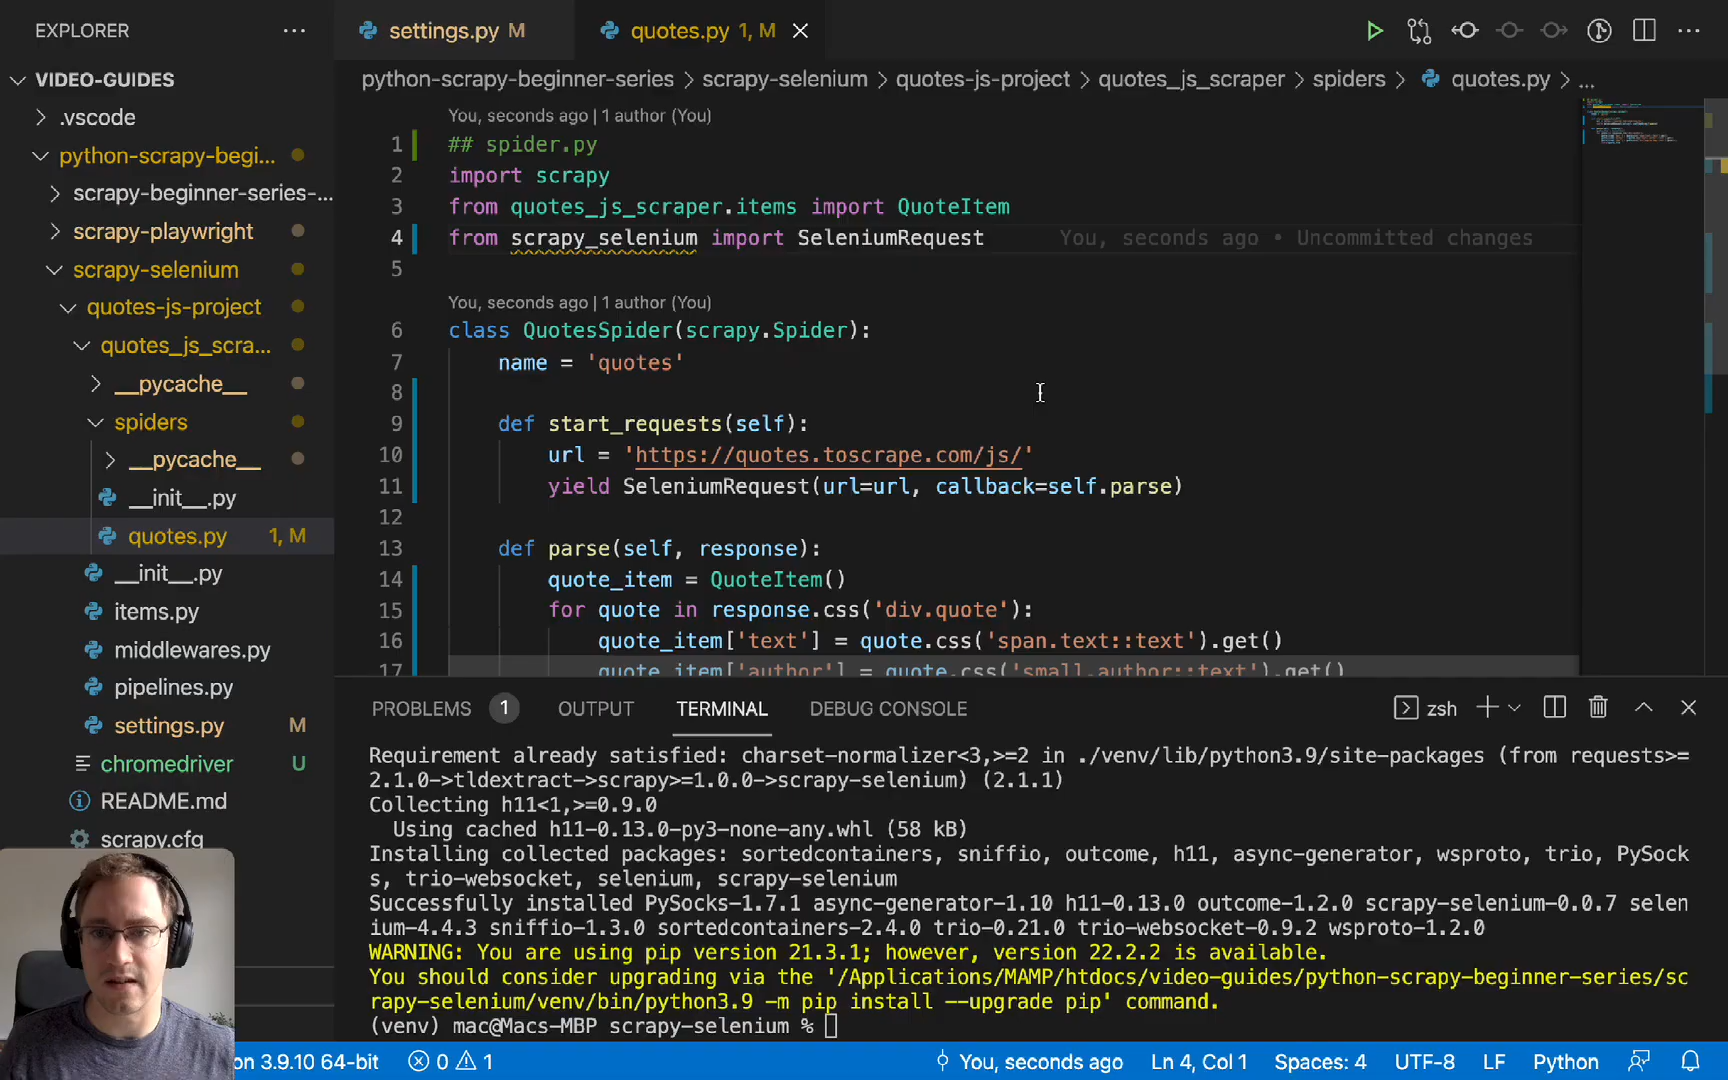 EXPLORER
VIDEO-GUIDES
.vscode
python-scrapy-begi...
scrapy-beginner-series-...
scrapy-playwright
scrapy-selenium
quotes-js-project
quotes_js_scra...
__pycache__
spiders
__pycache__
__init__.py
quotes.py 1, M
__init__.py
items.py
middlewares.py
pipelines.py
settings.py M
chromedriver U
README.md
scrapy.cfg
settings.py M
quotes.py 1, M
python-scrapy-beginner-series > scrapy-selenium > quotes-js-project > quotes_js_scraper > spiders > quotes.py > ...
You, seconds ago | 1 author (You)
1 ## spider.py
2 import scrapy
3 from quotes_js_scraper.items import QuoteItem
4 from scrapy_selenium import SeleniumRequest You, seconds ago • Uncommitted changes
5
You, seconds ago | 1 author (You)
6 class QuotesSpider(scrapy.Spider):
7 name = 'quotes'
8
9 def start_requests(self):
10 url = 'https://quotes.toscrape.com/js/'
11 yield SeleniumRequest(url=url, callback=self.parse)
12
13 def parse(self, response):
14 quote_item = QuoteItem()
15 for quote in response.css('div.quote'):
16 quote_item['text'] = quote.css('span.text::text').get()
17 quote_item['author'] = quote.css('small.author::text').get()
PROBLEMS 1 OUTPUT TERMINAL DEBUG CONSOLE zsh
Requirement already satisfied: charset-normalizer<3,>=2 in ./venv/lib/python3.9/site-packages (from requests>=
2.1.0->tldextract->scrapy>=1.0.0->scrapy-selenium) (2.1.1)
Collecting h11<1,>=0.9.0
Using cached h11-0.13.0-py3-none-any.whl (58 kB)
Installing collected packages: sortedcontainers, sniffio, outcome, h11, async-generator, wsproto, trio, PySock
s, trio-websocket, selenium, scrapy-selenium
Successfully installed PySocks-1.7.1 async-generator-1.10 h11-0.13.0 outcome-1.2.0 scrapy-selenium-0.0.7 selen
ium-4.4.3 sniffio-1.3.0 sortedcontainers-2.4.0 trio-0.21.0 trio-websocket-0.9.2 wsproto-1.2.0
WARNING: You are using pip version 21.3.1; however, version 22.2.2 is available.
You should consider upgrading via the '/Applications/MAMP/htdocs/video-guides/python-scrapy-beginner-series/sc
rapy-selenium/venv/bin/python3.9 -m pip install --upgrade pip' command.
(venv) mac@Macs-MBP scrapy-selenium %
on 3.9.10 64-bit 0 1 You, seconds ago Ln 4, Col 1 Spaces: 4 UTF-8 LF Python